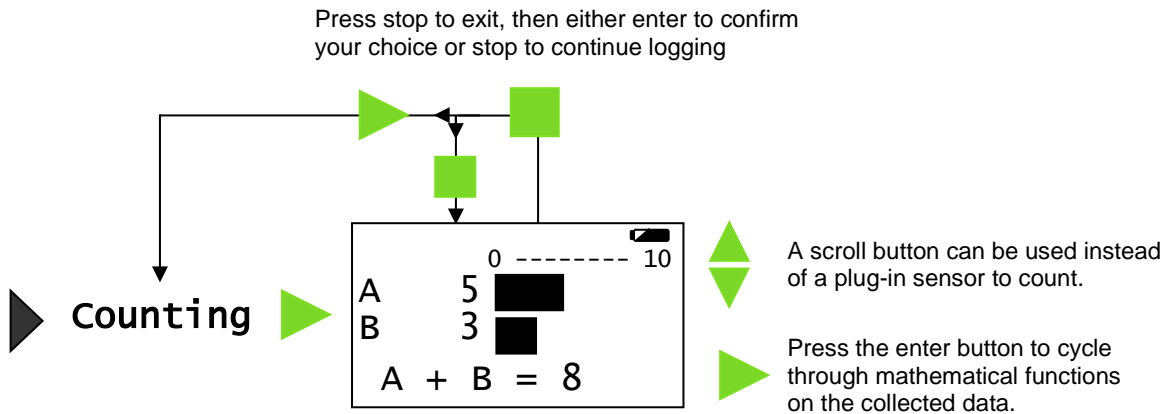 Press stop to exit, then either enter to confirm
your choice or stop to continue logging
0 -------- 10
A 5
B 3
A + B = 8
Counting
A scroll button can be used instead
of a plug-in sensor to count.
Press the enter button to cycle
through mathematical functions
on the collected data.